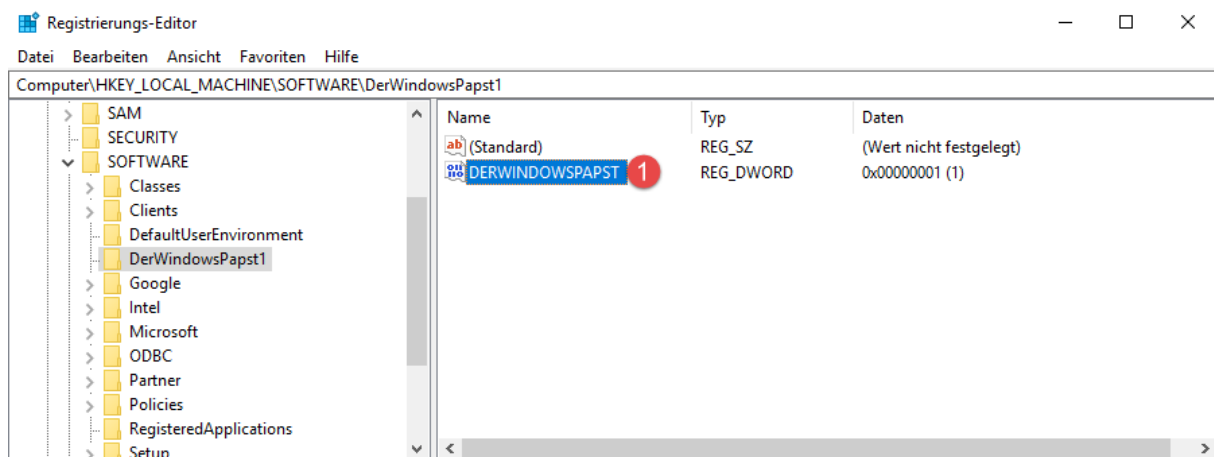 Registrierungs-Editor
Datei Bearbeiten Ansicht Favoriten Hilfe
Computer\HKEY_LOCAL_MACHINE\SOFTWARE\DerWindowsPapst1
SAM
SECURITY
SOFTWARE
Classes
Clients
DefaultUserEnvironment
DerWindowsPapst1
Google
Intel
Microsoft
ODBC
Partner
Policies
RegisteredApplications
Setup
Name Typ Daten
ab (Standard) REG_SZ (Wert nicht festgelegt)
DERWINDOWSPAPST 1 REG_DWORD 0x00000001 (1)